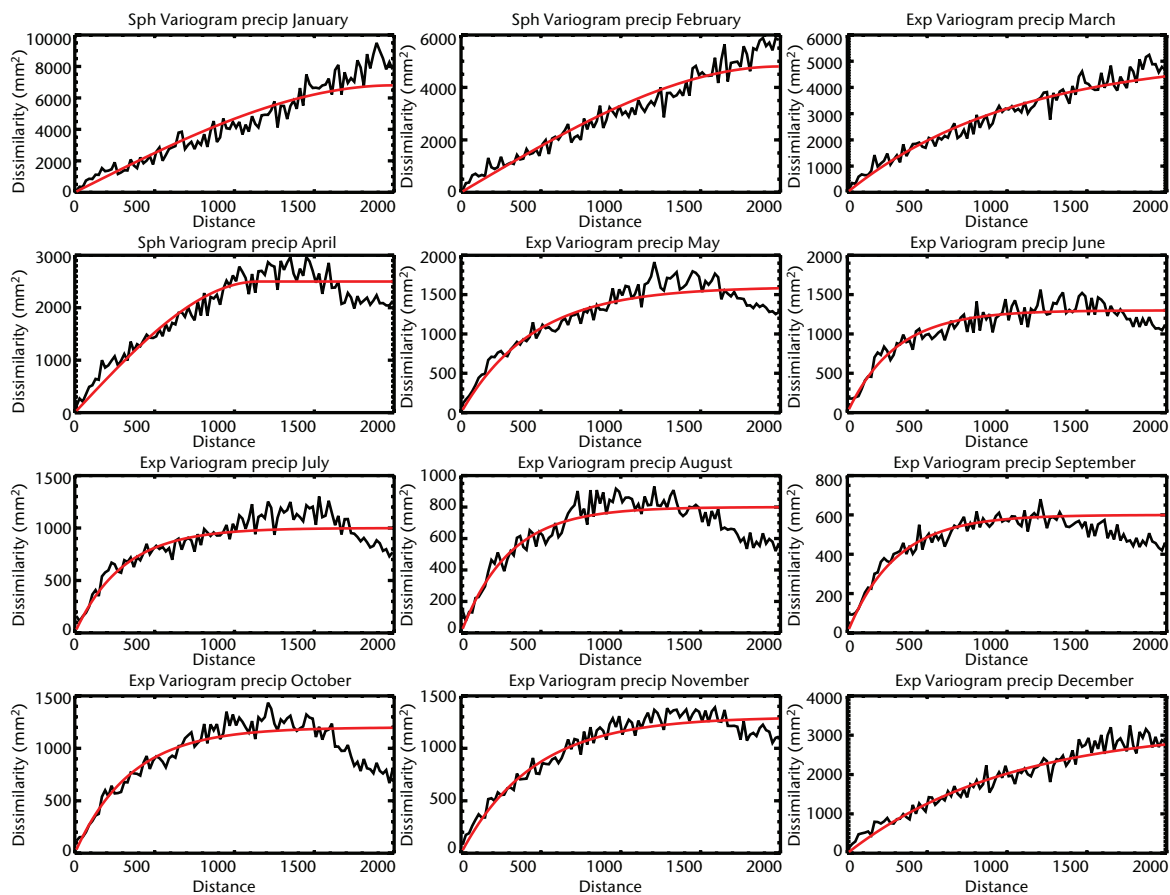 Sph Variogram precip January
Dissimilarity (mm²)
10000
8000
6000
4000
2000
0
0 500 1000 1500 2000
Distance
Sph Variogram precip February
Dissimilarity (mm²)
6000
4000
2000
0
0 500 1000 1500 2000
Distance
Exp Variogram precip March
Dissimilarity (mm²)
6000
5000
4000
3000
2000
1000
0
0 500 1000 1500 2000
Distance
Sph Variogram precip April
Dissimilarity (mm²)
3000
2000
1000
0
0 500 1000 1500 2000
Distance
Exp Variogram precip May
Dissimilarity (mm²)
2000
1500
1000
500
0
0 500 1000 1500 2000
Distance
Exp Variogram precip June
Dissimilarity (mm²)
2000
1500
1000
500
0
0 500 1000 1500 2000
Distance
Exp Variogram precip July
Dissimilarity (mm²)
1500
1000
500
0
0 500 1000 1500 2000
Distance
Exp Variogram precip August
Dissimilarity (mm²)
1000
800
600
400
200
0
0 500 1000 1500 2000
Distance
Exp Variogram precip September
Dissimilarity (mm²)
800
600
400
200
0
0 500 1000 1500 2000
Distance
Exp Variogram precip October
Dissimilarity (mm²)
1500
1000
500
0
0 500 1000 1500 2000
Distance
Exp Variogram precip November
Dissimilarity (mm²)
1500
1000
500
0
0 500 1000 1500 2000
Distance
Exp Variogram precip December
Dissimilarity (mm²)
4000
3000
2000
1000
0
0 500 1000 1500 2000
Distance